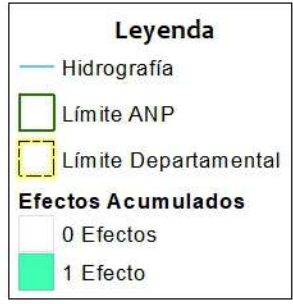 Leyenda
Hidrografía
Límite ANP
Límite Departamental
Efectos Acumulados
0 Efectos
1 Efecto